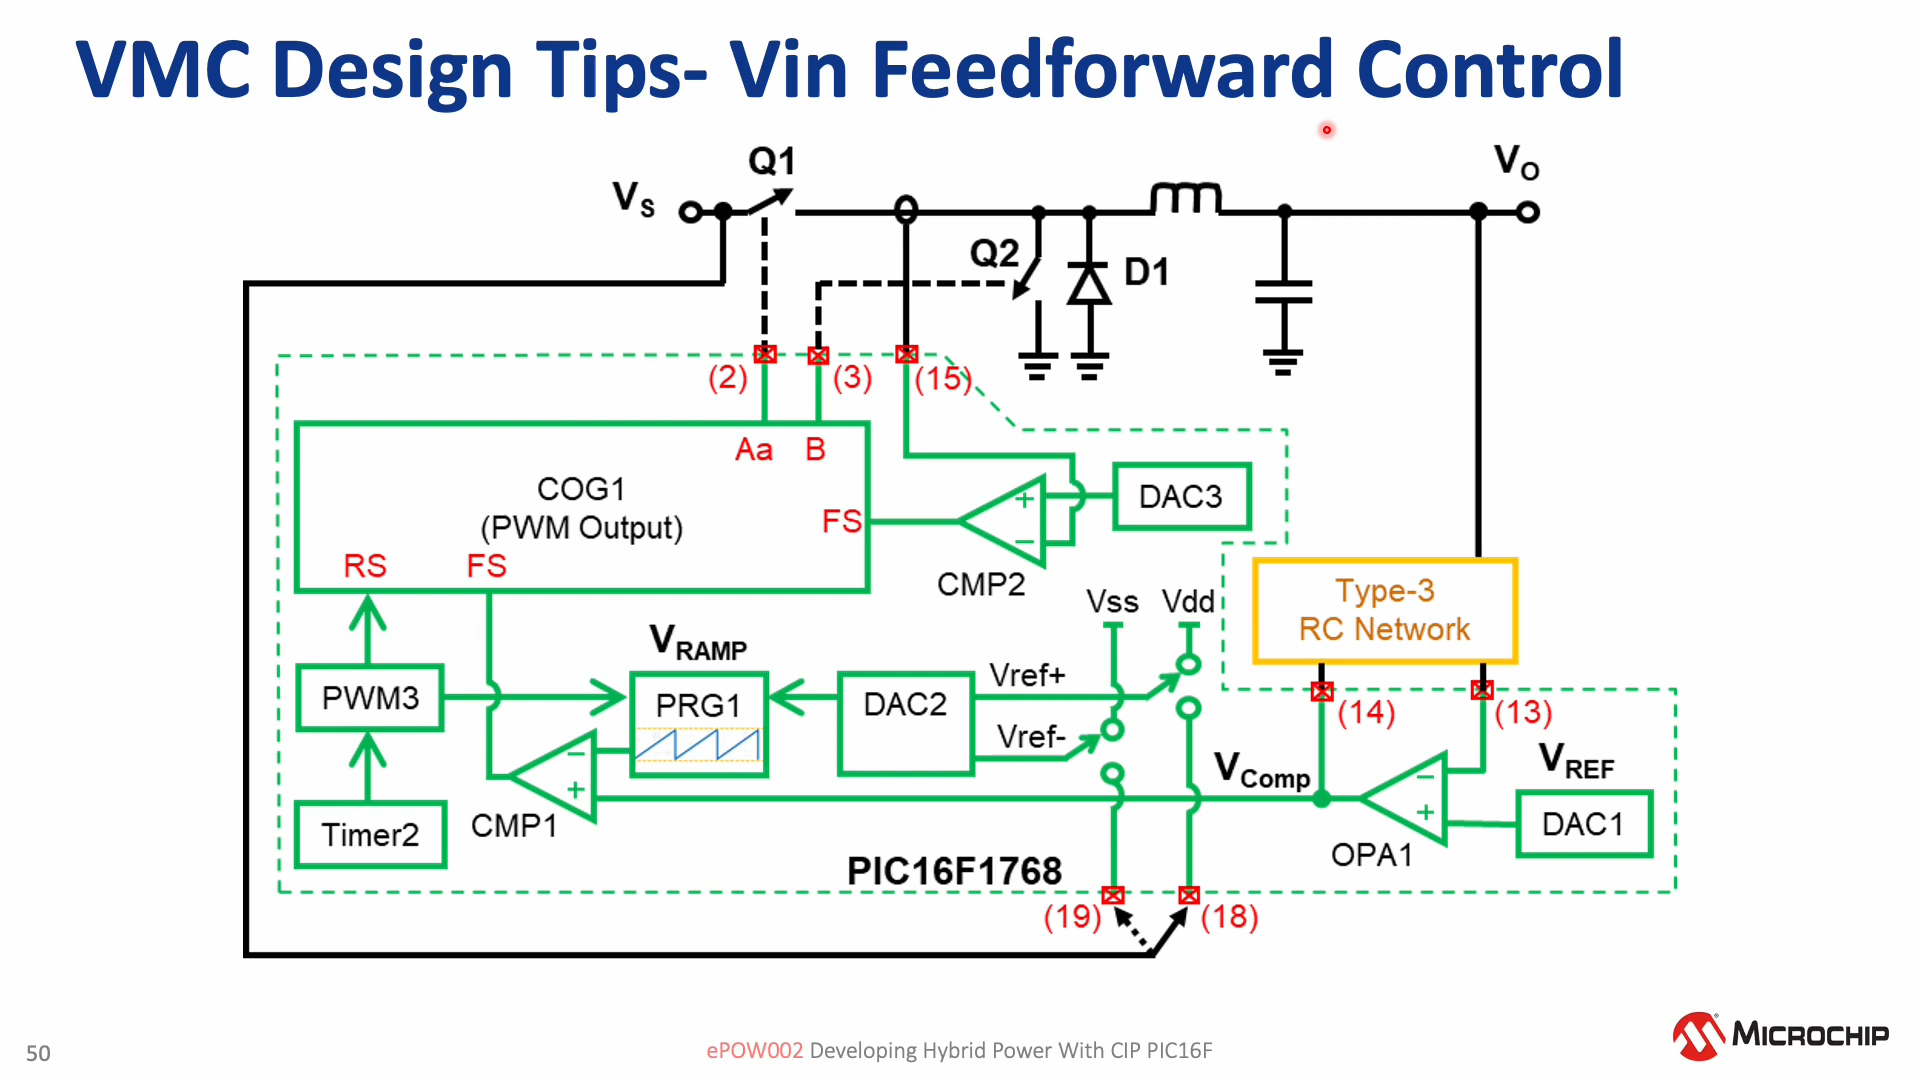 VMC Design Tips- Vin Feedforward Control
Q1
VS
VO
Q2
D1
(2)
(3)
(15)
Aa
B
COG1
(PWM Output)
FS
DAC3
+
−
CMP2
RS
FS
Vss
Vdd
Type-3
RC Network
VRAMP
PWM3
PRG1
DAC2
Vref+
Vref-
(14)
(13)
VComp
VREF
−
+
CMP1
Timer2
−
+
OPA1
DAC1
PIC16F1768
(19)
(18)
50
ePOW002 Developing Hybrid Power With CIP PIC16F
MICROCHIP